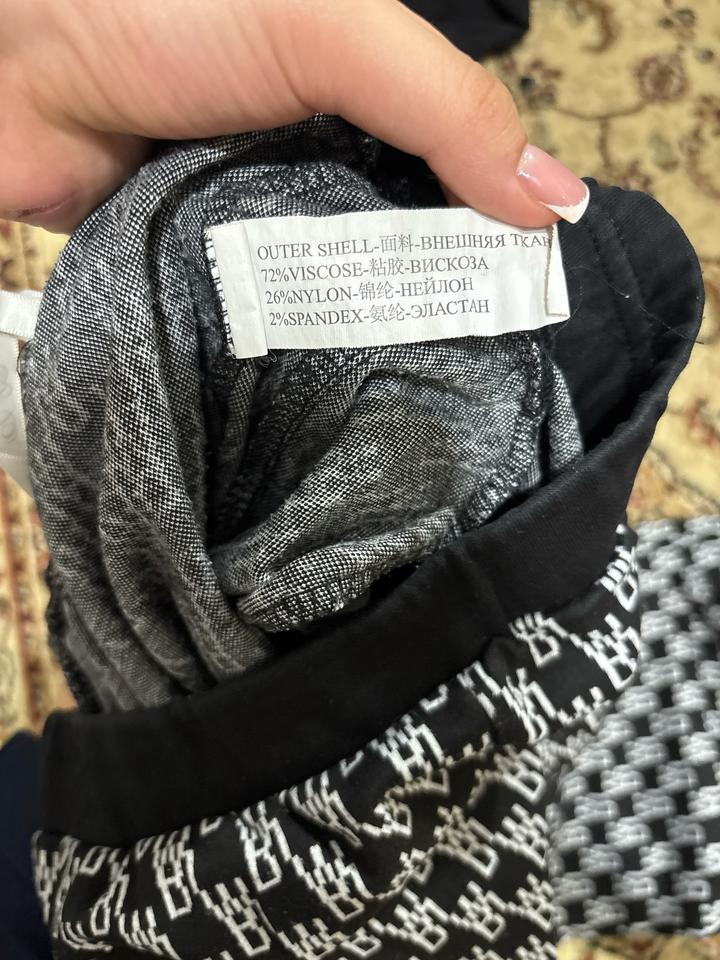 OUTER SHELL-面料-ВНЕШНЯЯ ТКАН
72%VISCOSE-粘胶-ВИСКОЗА
26%NYLON-锦纶-НЕЙЛОН
2%SPANDEX-氨纶-ЭЛАСТАН